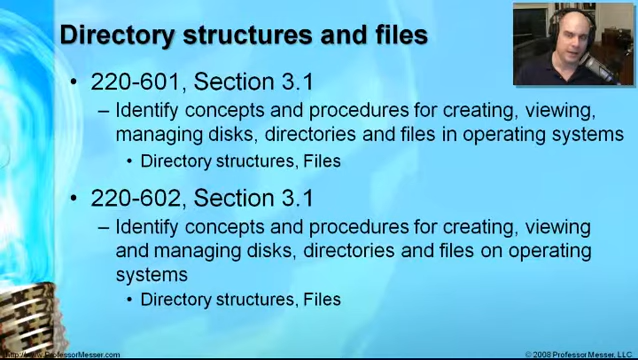 Directory structures and files
• 220-601, Section 3.1
– Identify concepts and procedures for creating, viewing,
managing disks, directories and files in operating systems
• Directory structures, Files
• 220-602, Section 3.1
– Identify concepts and procedures for creating, viewing
and managing disks, directories and files on operating
systems
• Directory structures, Files
http://www.ProfessorMesser.com
© 2008 Professor Messer, LLC